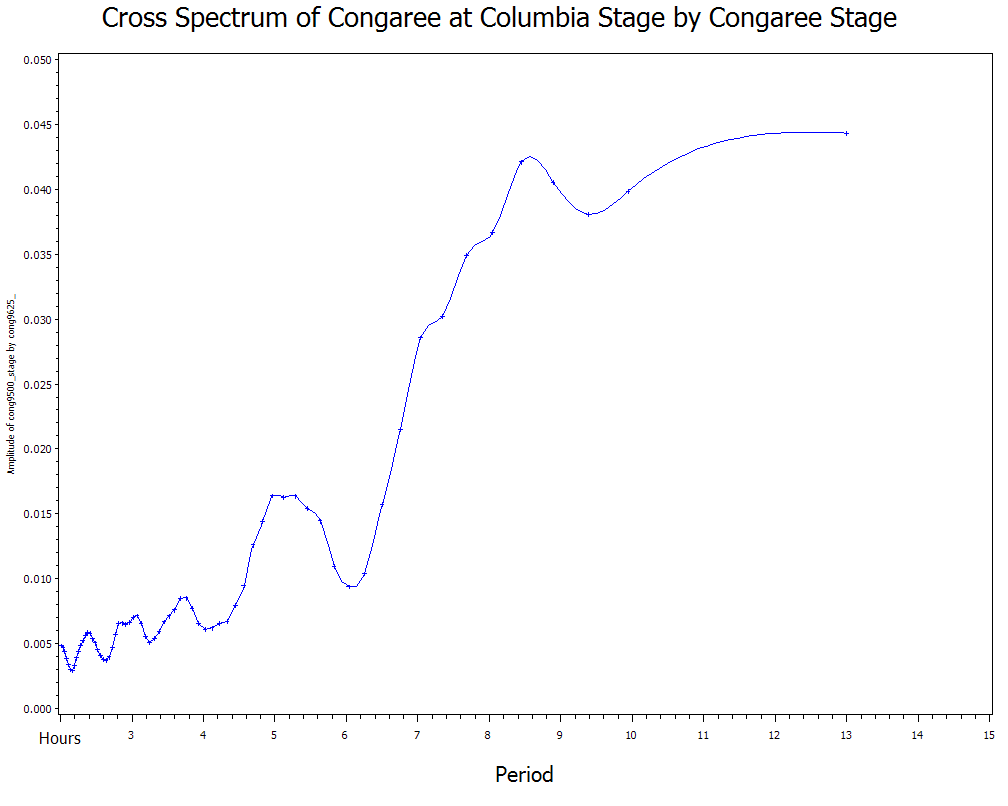 Cross Spectrum of Congaree at Columbia Stage by Congaree Stage
0.050
0.045
0.040
0.035
0.030
0.025
0.020
0.015
0.010
0.005
0.000
Amplitude of cong9500_stage by cong9625_
Hours 3 4 5 6 7 8 9 10 11 12 13 14 15
Period